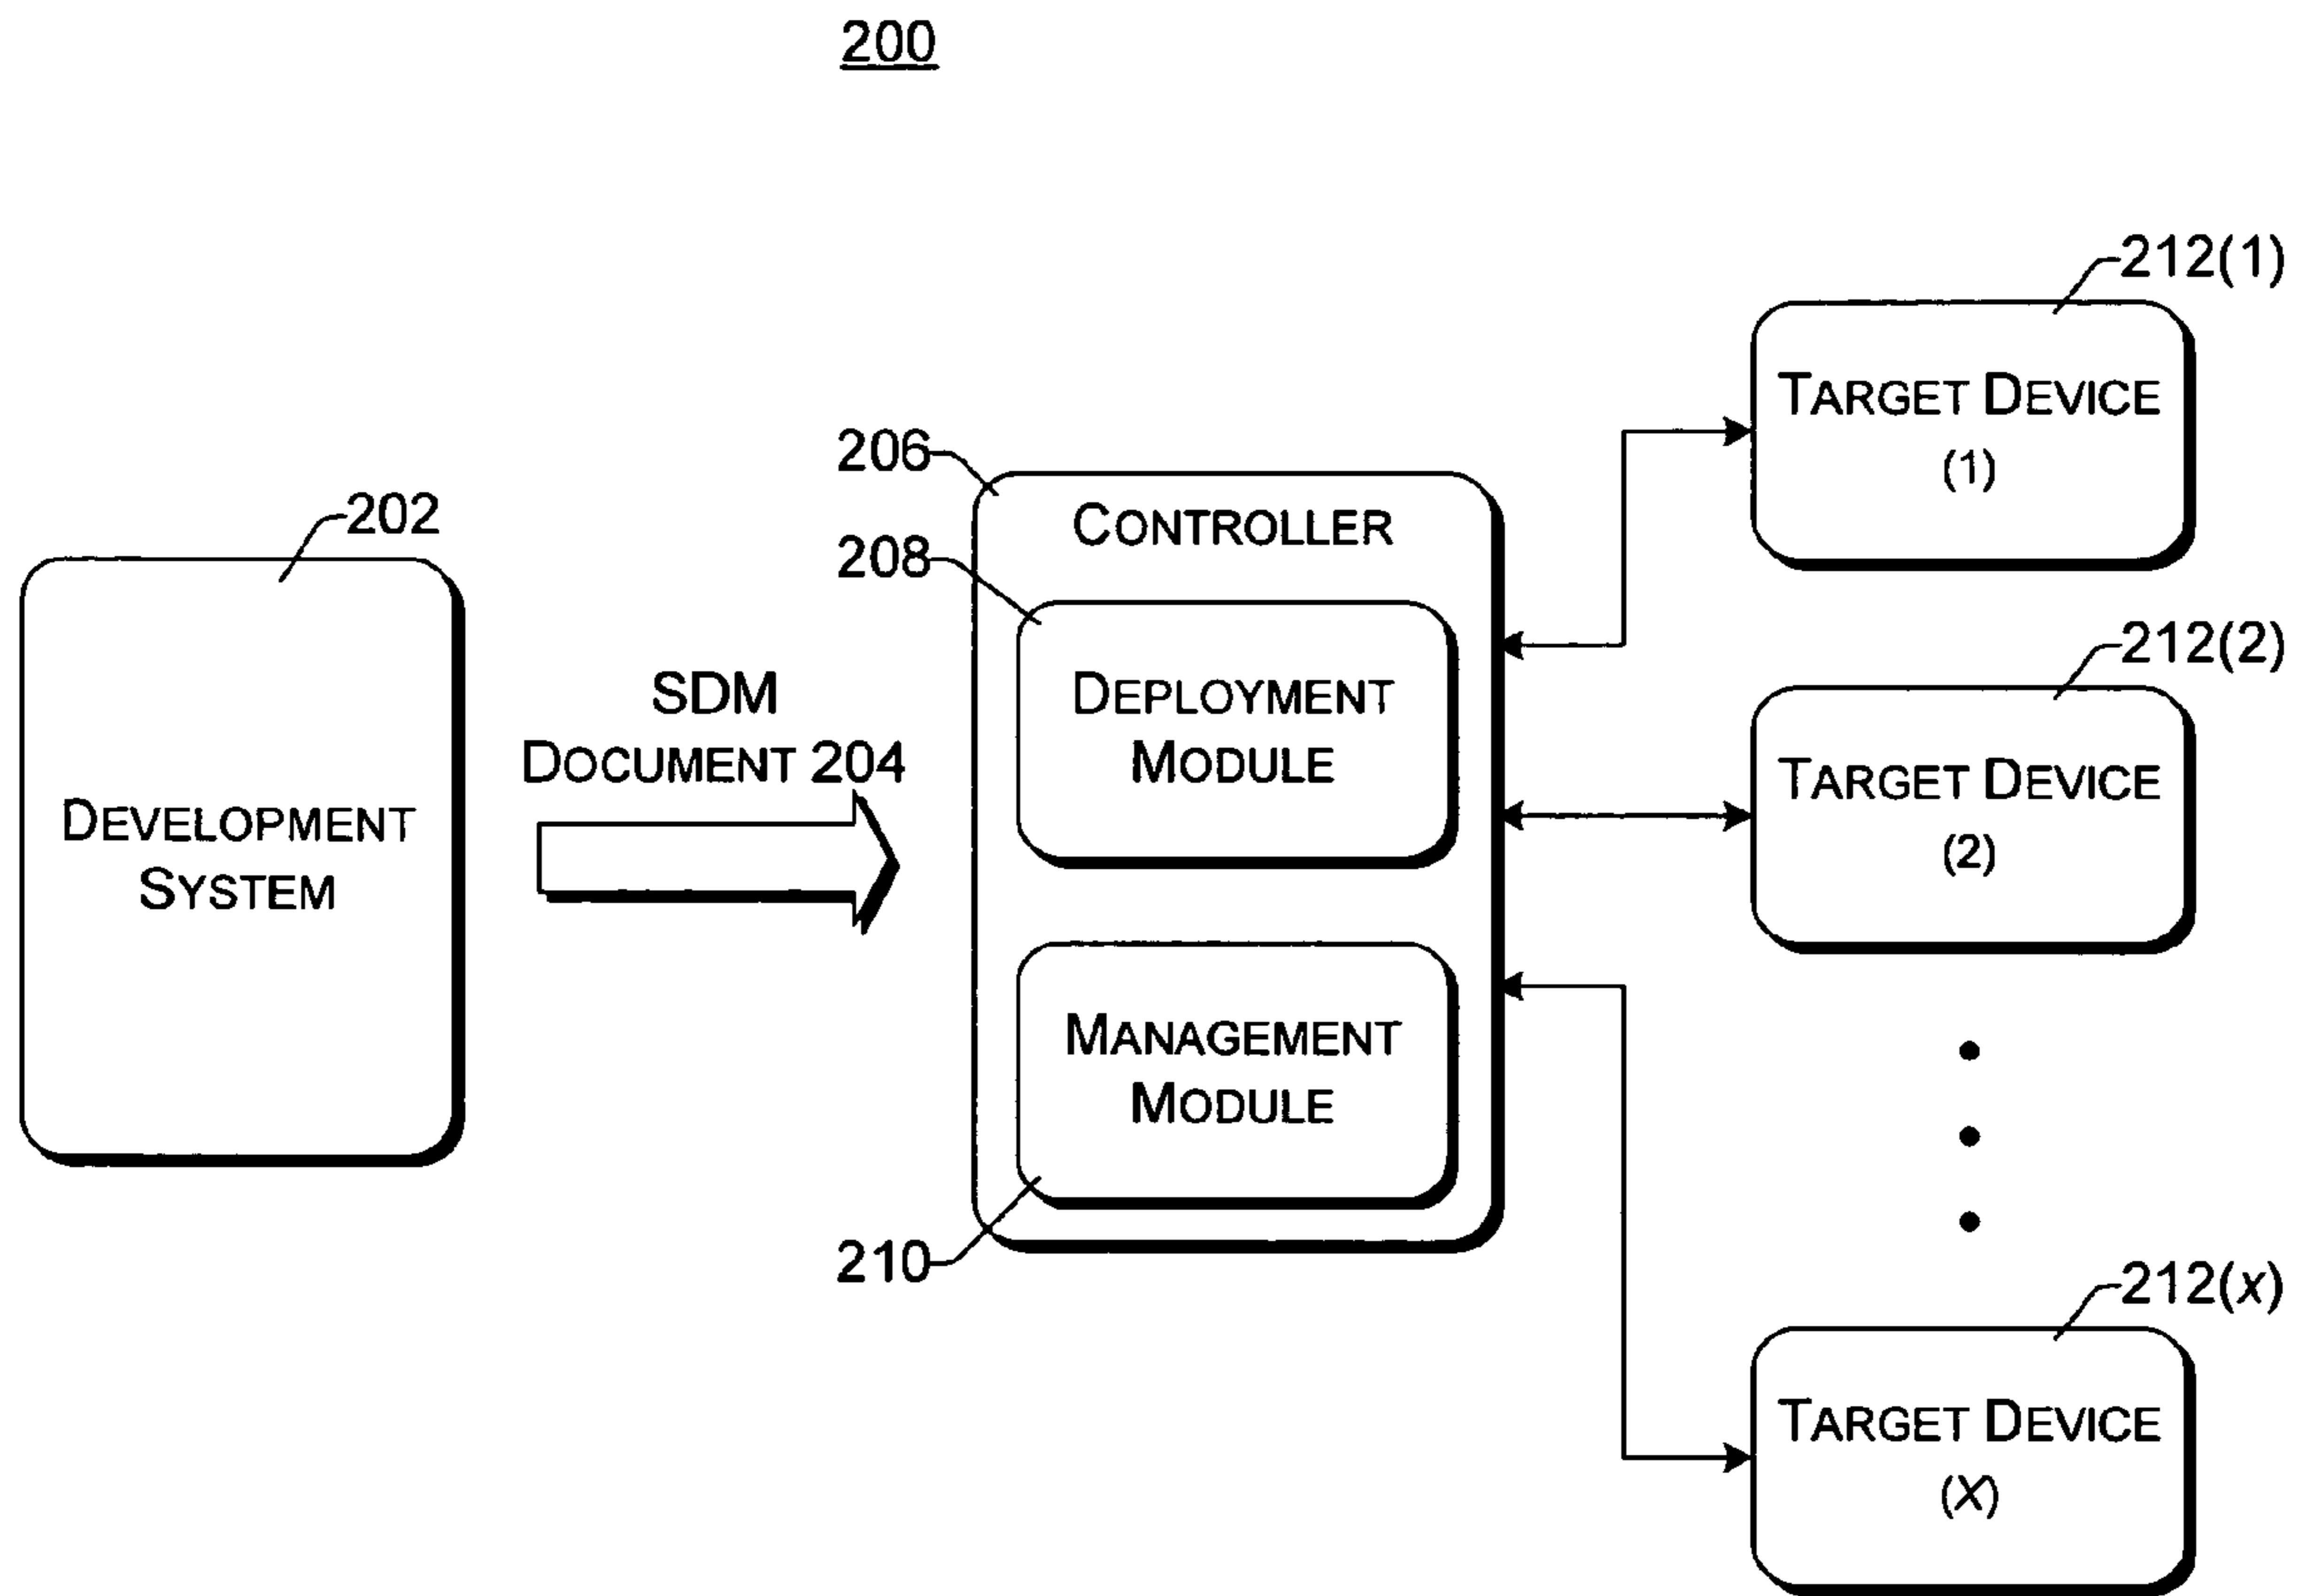 200
202
DEVELOPMENT
SYSTEM
SDM
DOCUMENT 204
206
CONTROLLER
208
DEPLOYMENT
MODULE
MANAGEMENT
MODULE
210
212(1)
TARGET DEVICE
(1)
212(2)
TARGET DEVICE
(2)
212(x)
TARGET DEVICE
(X)